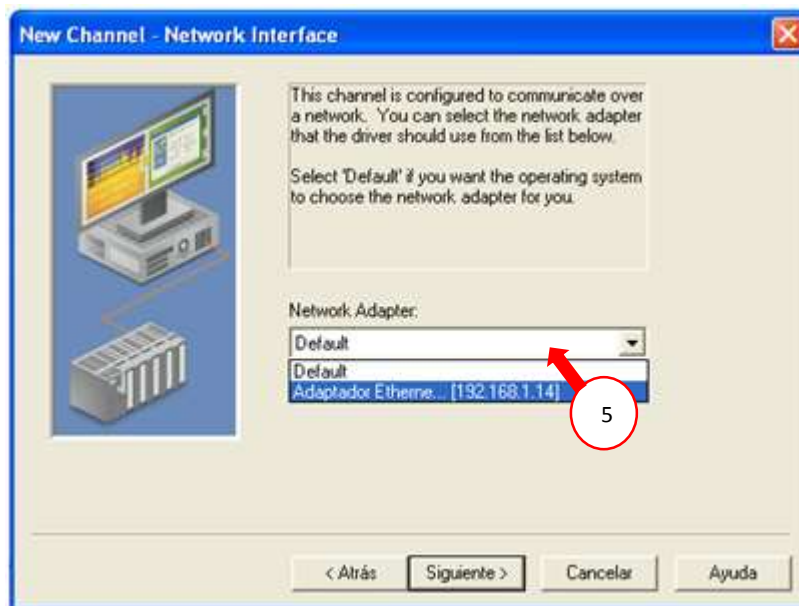 New Channel - Network Interface
This channel is configured to communicate over
a network. You can select the network adapter
that the driver should use from the list below.
Select 'Default' if you want the operating system
to choose the network adapter for you.
Network Adapter:
Default
Default
Adaptador Etherne... [192.168.1.14]
5
< Atrás
Siguiente >
Cancelar
Ayuda